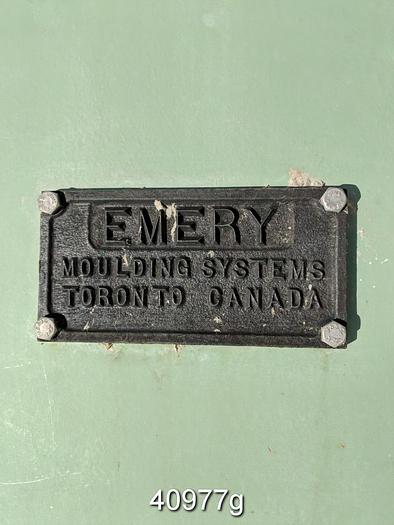 EMERY
MOULDING SYSTEMS
TORONTO CANADA
40977g